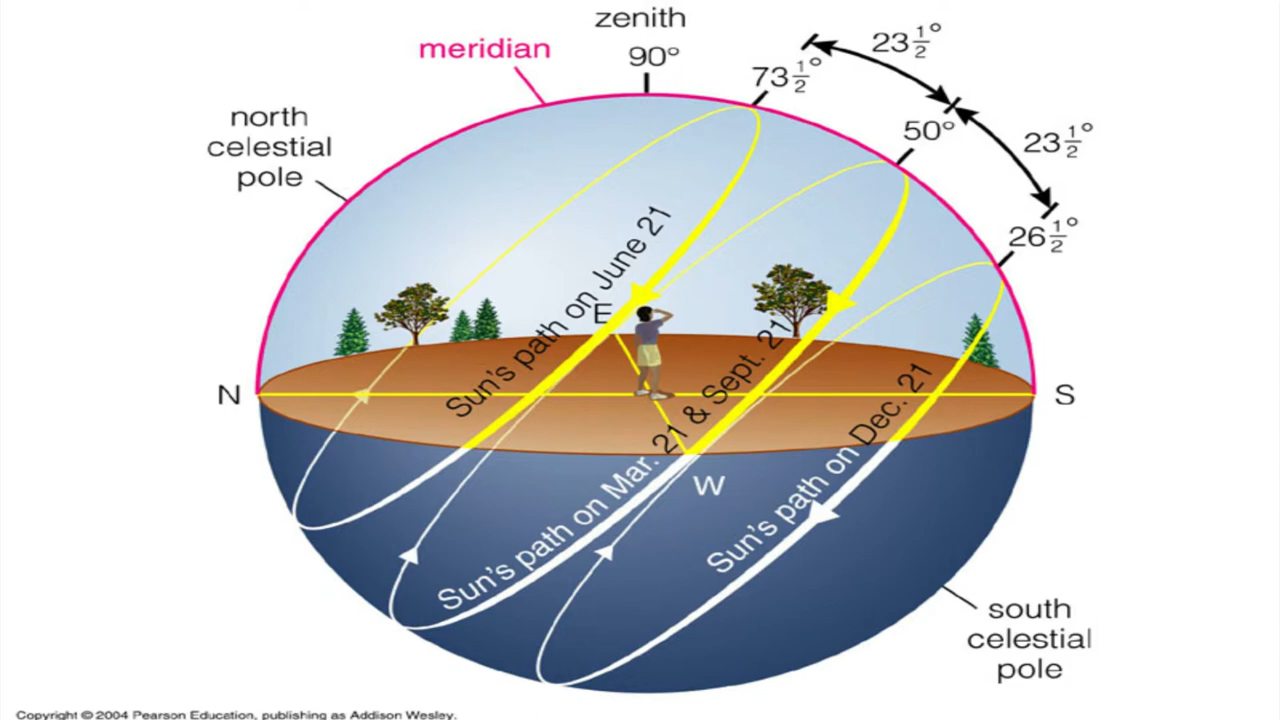 zenith
90°
meridian
73 1/2°
23 1/2°
north
celestial
pole
50°
23 1/2°
26 1/2°
Sun's path on June 21
E
Sun's path on Mar. 21 & Sept. 21
Sun's path on Dec. 21
N
S
W
south
celestial
pole
Copyright © 2004 Pearson Education, publishing as Addison Wesley.